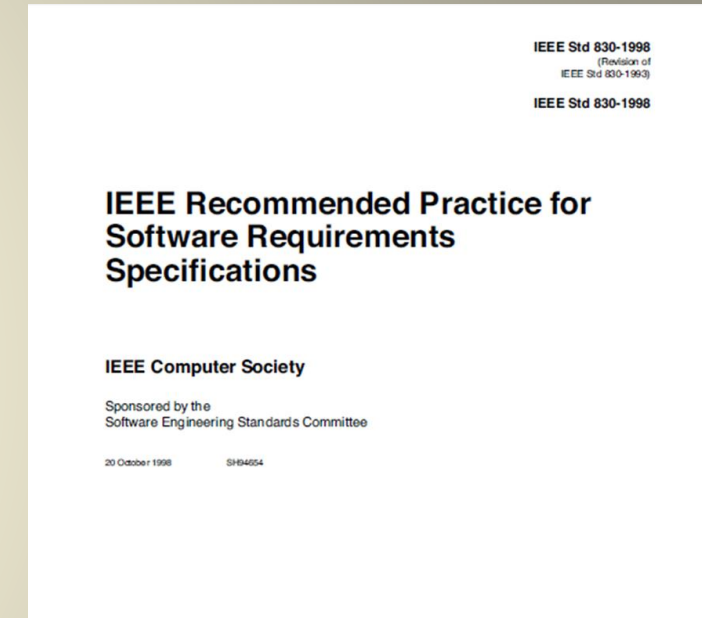 IEEE Std 830-1998
(Revision of
IEEE Std 830-1993)
IEEE Std 830-1998
IEEE Recommended Practice for
Software Requirements
Specifications
IEEE Computer Society
Sponsored by the
Software Engineering Standards Committee
20 October 1998 SH94654